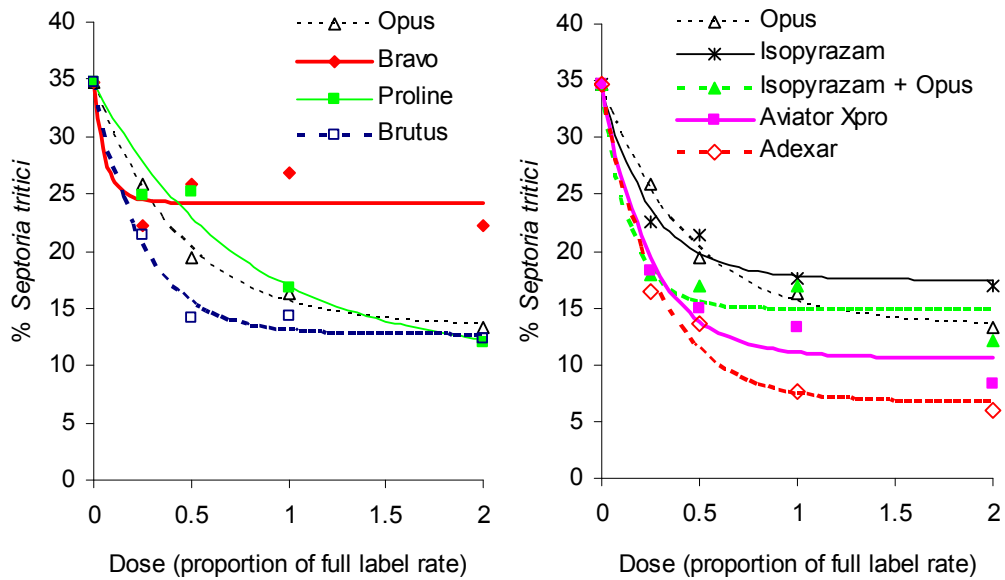 Opus
Bravo
Proline
Brutus
40
35
30
25
20
15
10
5
0
% Septoria tritici
0
0.5
1
1.5
2
Dose (proportion of full label rate)
Opus
Isopyrazam
Isopyrazam + Opus
Aviator Xpro
Adexar
40
35
30
25
20
15
10
5
0
% Septoria tritici
0
0.5
1
1.5
2
Dose (proportion of full label rate)